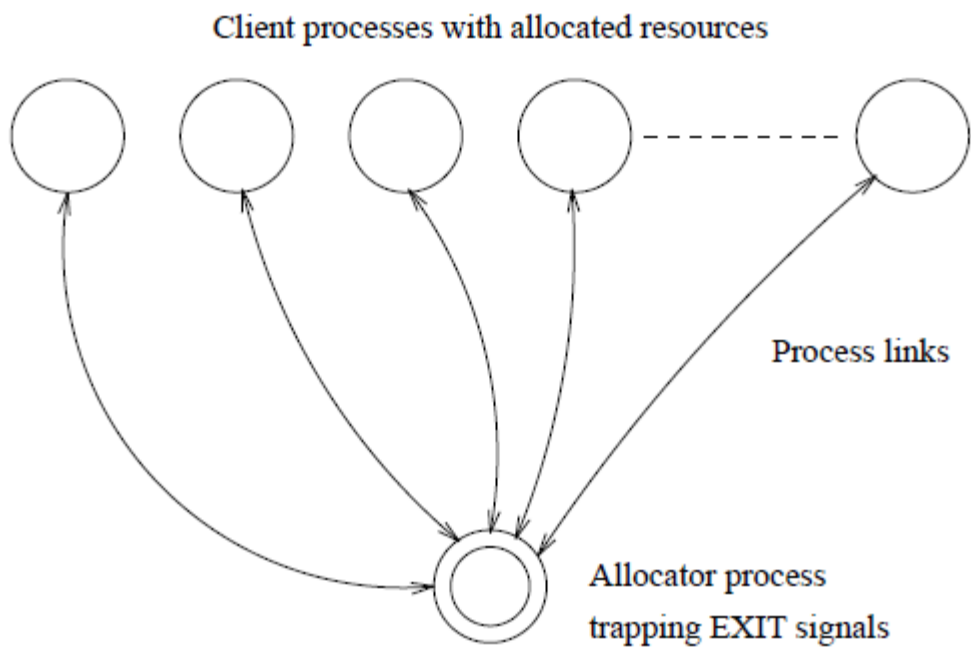 Client processes with allocated resources
Process links
Allocator process
trapping EXIT signals